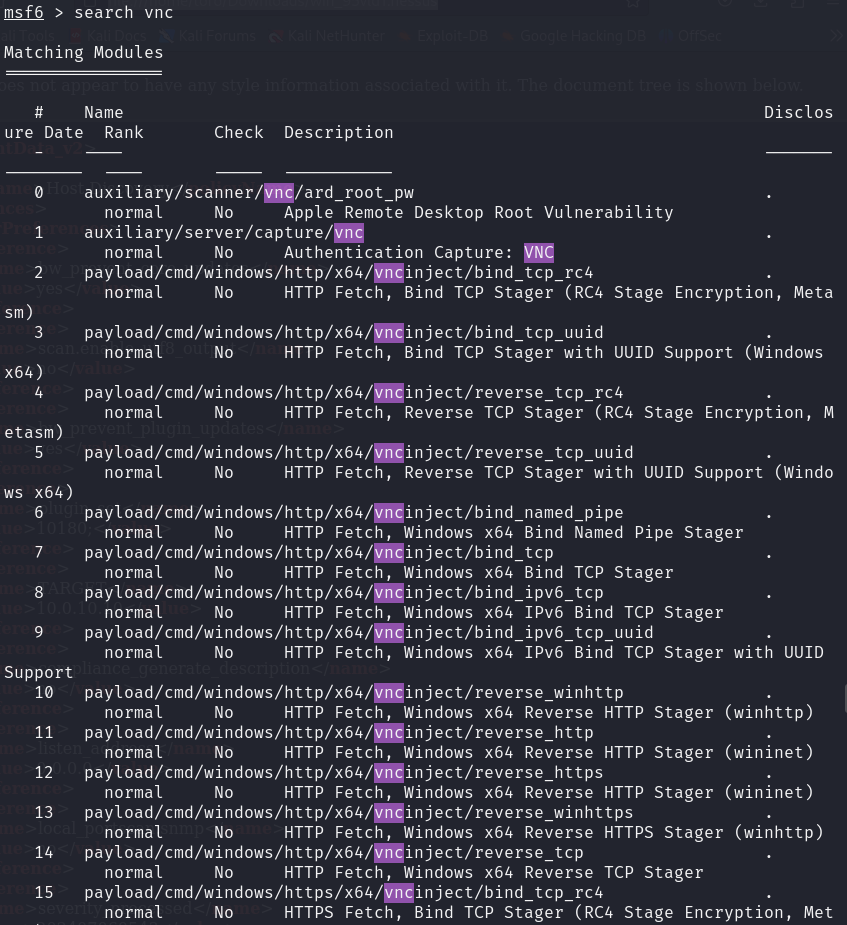 msf6 > search vnc
Matching Modules
# Name Disclos
ure Date Rank Check Description
- ---- -------
-------- ---- ----- -----------
0 auxiliary/scanner/vnc/ard_root_pw .
normal No Apple Remote Desktop Root Vulnerability
1 auxiliary/server/capture/vnc .
normal No Authentication Capture: VNC
2 payload/cmd/windows/http/x64/vncinject/bind_tcp_rc4 .
normal No HTTP Fetch, Bind TCP Stager (RC4 Stage Encryption, Meta
sm)
3 payload/cmd/windows/http/x64/vncinject/bind_tcp_uuid .
normal No HTTP Fetch, Bind TCP Stager with UUID Support (Windows
x64)
4 payload/cmd/windows/http/x64/vncinject/reverse_tcp_rc4 .
normal No HTTP Fetch, Reverse TCP Stager (RC4 Stage Encryption, M
etasm)
5 payload/cmd/windows/http/x64/vncinject/reverse_tcp_uuid .
normal No HTTP Fetch, Reverse TCP Stager with UUID Support (Windo
ws x64)
6 payload/cmd/windows/http/x64/vncinject/bind_named_pipe .
normal No HTTP Fetch, Windows x64 Bind Named Pipe Stager
7 payload/cmd/windows/http/x64/vncinject/bind_tcp .
normal No HTTP Fetch, Windows x64 Bind TCP Stager
8 payload/cmd/windows/http/x64/vncinject/bind_ipv6_tcp .
normal No HTTP Fetch, Windows x64 IPv6 Bind TCP Stager
9 payload/cmd/windows/http/x64/vncinject/bind_ipv6_tcp_uuid .
normal No HTTP Fetch, Windows x64 IPv6 Bind TCP Stager with UUID
Support
10 payload/cmd/windows/http/x64/vncinject/reverse_winhttp .
normal No HTTP Fetch, Windows x64 Reverse HTTP Stager (winhttp)
11 payload/cmd/windows/http/x64/vncinject/reverse_http .
normal No HTTP Fetch, Windows x64 Reverse HTTP Stager (wininet)
12 payload/cmd/windows/http/x64/vncinject/reverse_https .
normal No HTTP Fetch, Windows x64 Reverse HTTP Stager (wininet)
13 payload/cmd/windows/http/x64/vncinject/reverse_winhttps .
normal No HTTP Fetch, Windows x64 Reverse HTTPS Stager (winhttp)
14 payload/cmd/windows/http/x64/vncinject/reverse_tcp .
normal No HTTP Fetch, Windows x64 Reverse TCP Stager
15 payload/cmd/windows/https/x64/vncinject/bind_tcp_rc4 .
normal No HTTPS Fetch, Bind TCP Stager (RC4 Stage Encryption, Met